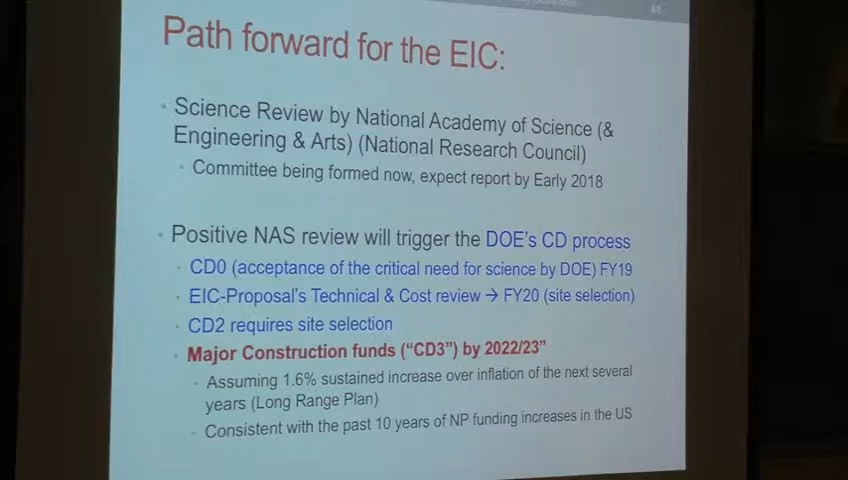 Path forward for the EIC:
• Science Review by National Academy of Science (&
Engineering & Arts) (National Research Council)
• Committee being formed now, expect report by Early 2018
• Positive NAS review will trigger the DOE's CD process
• CD0 (acceptance of the critical need for science by DOE) FY19
• EIC-Proposal's Technical & Cost review → FY20 (site selection)
• CD2 requires site selection
• Major Construction funds ("CD3") by 2022/23"
• Assuming 1.6% sustained increase over inflation of the next several
years (Long Range Plan)
• Consistent with the past 10 years of NP funding increases in the US